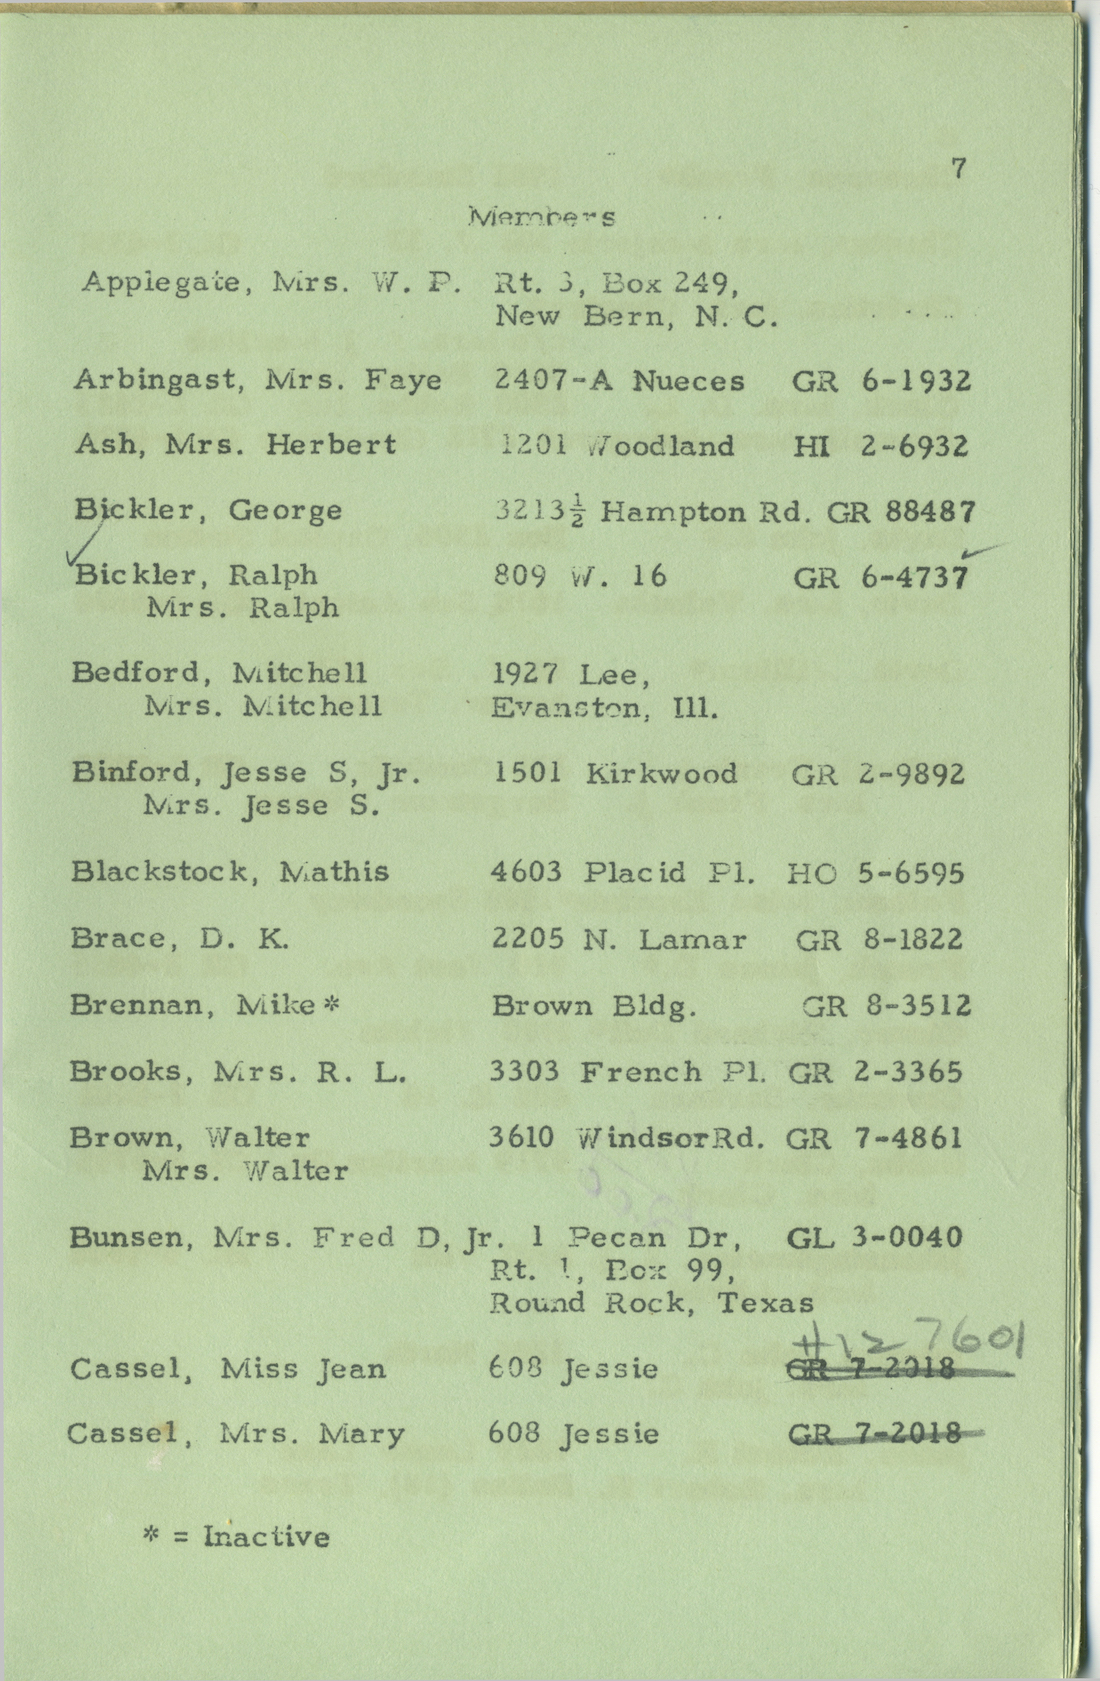 7
Members
Applegate, Mrs. W. P. Rt. 3, Box 249,
New Bern, N. C.
Arbingast, Mrs. Faye 2407-A Nueces GR 6-1932
Ash, Mrs. Herbert 1201 Woodland HI 2-6932
Bickler, George 3213½ Hampton Rd. GR 88487
Bickler, Ralph 809 W. 16 GR 6-4737
Mrs. Ralph
Bedford, Mitchell 1927 Lee,
Mrs. Mitchell Evanston, Ill.
Binford, Jesse S, Jr. 1501 Kirkwood GR 2-9892
Mrs. Jesse S.
Blackstock, Mathis 4603 Placid Pl. HO 5-6595
Brace, D. K. 2205 N. Lamar GR 8-1822
Brennan, Mike* Brown Bldg. GR 8-3512
Brooks, Mrs. R. L. 3303 French Pl. GR 2-3365
Brown, Walter 3610 WindsorRd. GR 7-4861
Mrs. Walter
Bunsen, Mrs. Fred D, Jr. 1 Pecan Dr, GL 3-0040
Rt. 1, Box 99,
Round Rock, Texas
7601
Cassel, Miss Jean 608 Jessie GR 7-2018
Cassel, Mrs. Mary 608 Jessie GR 7-2018
* = Inactive